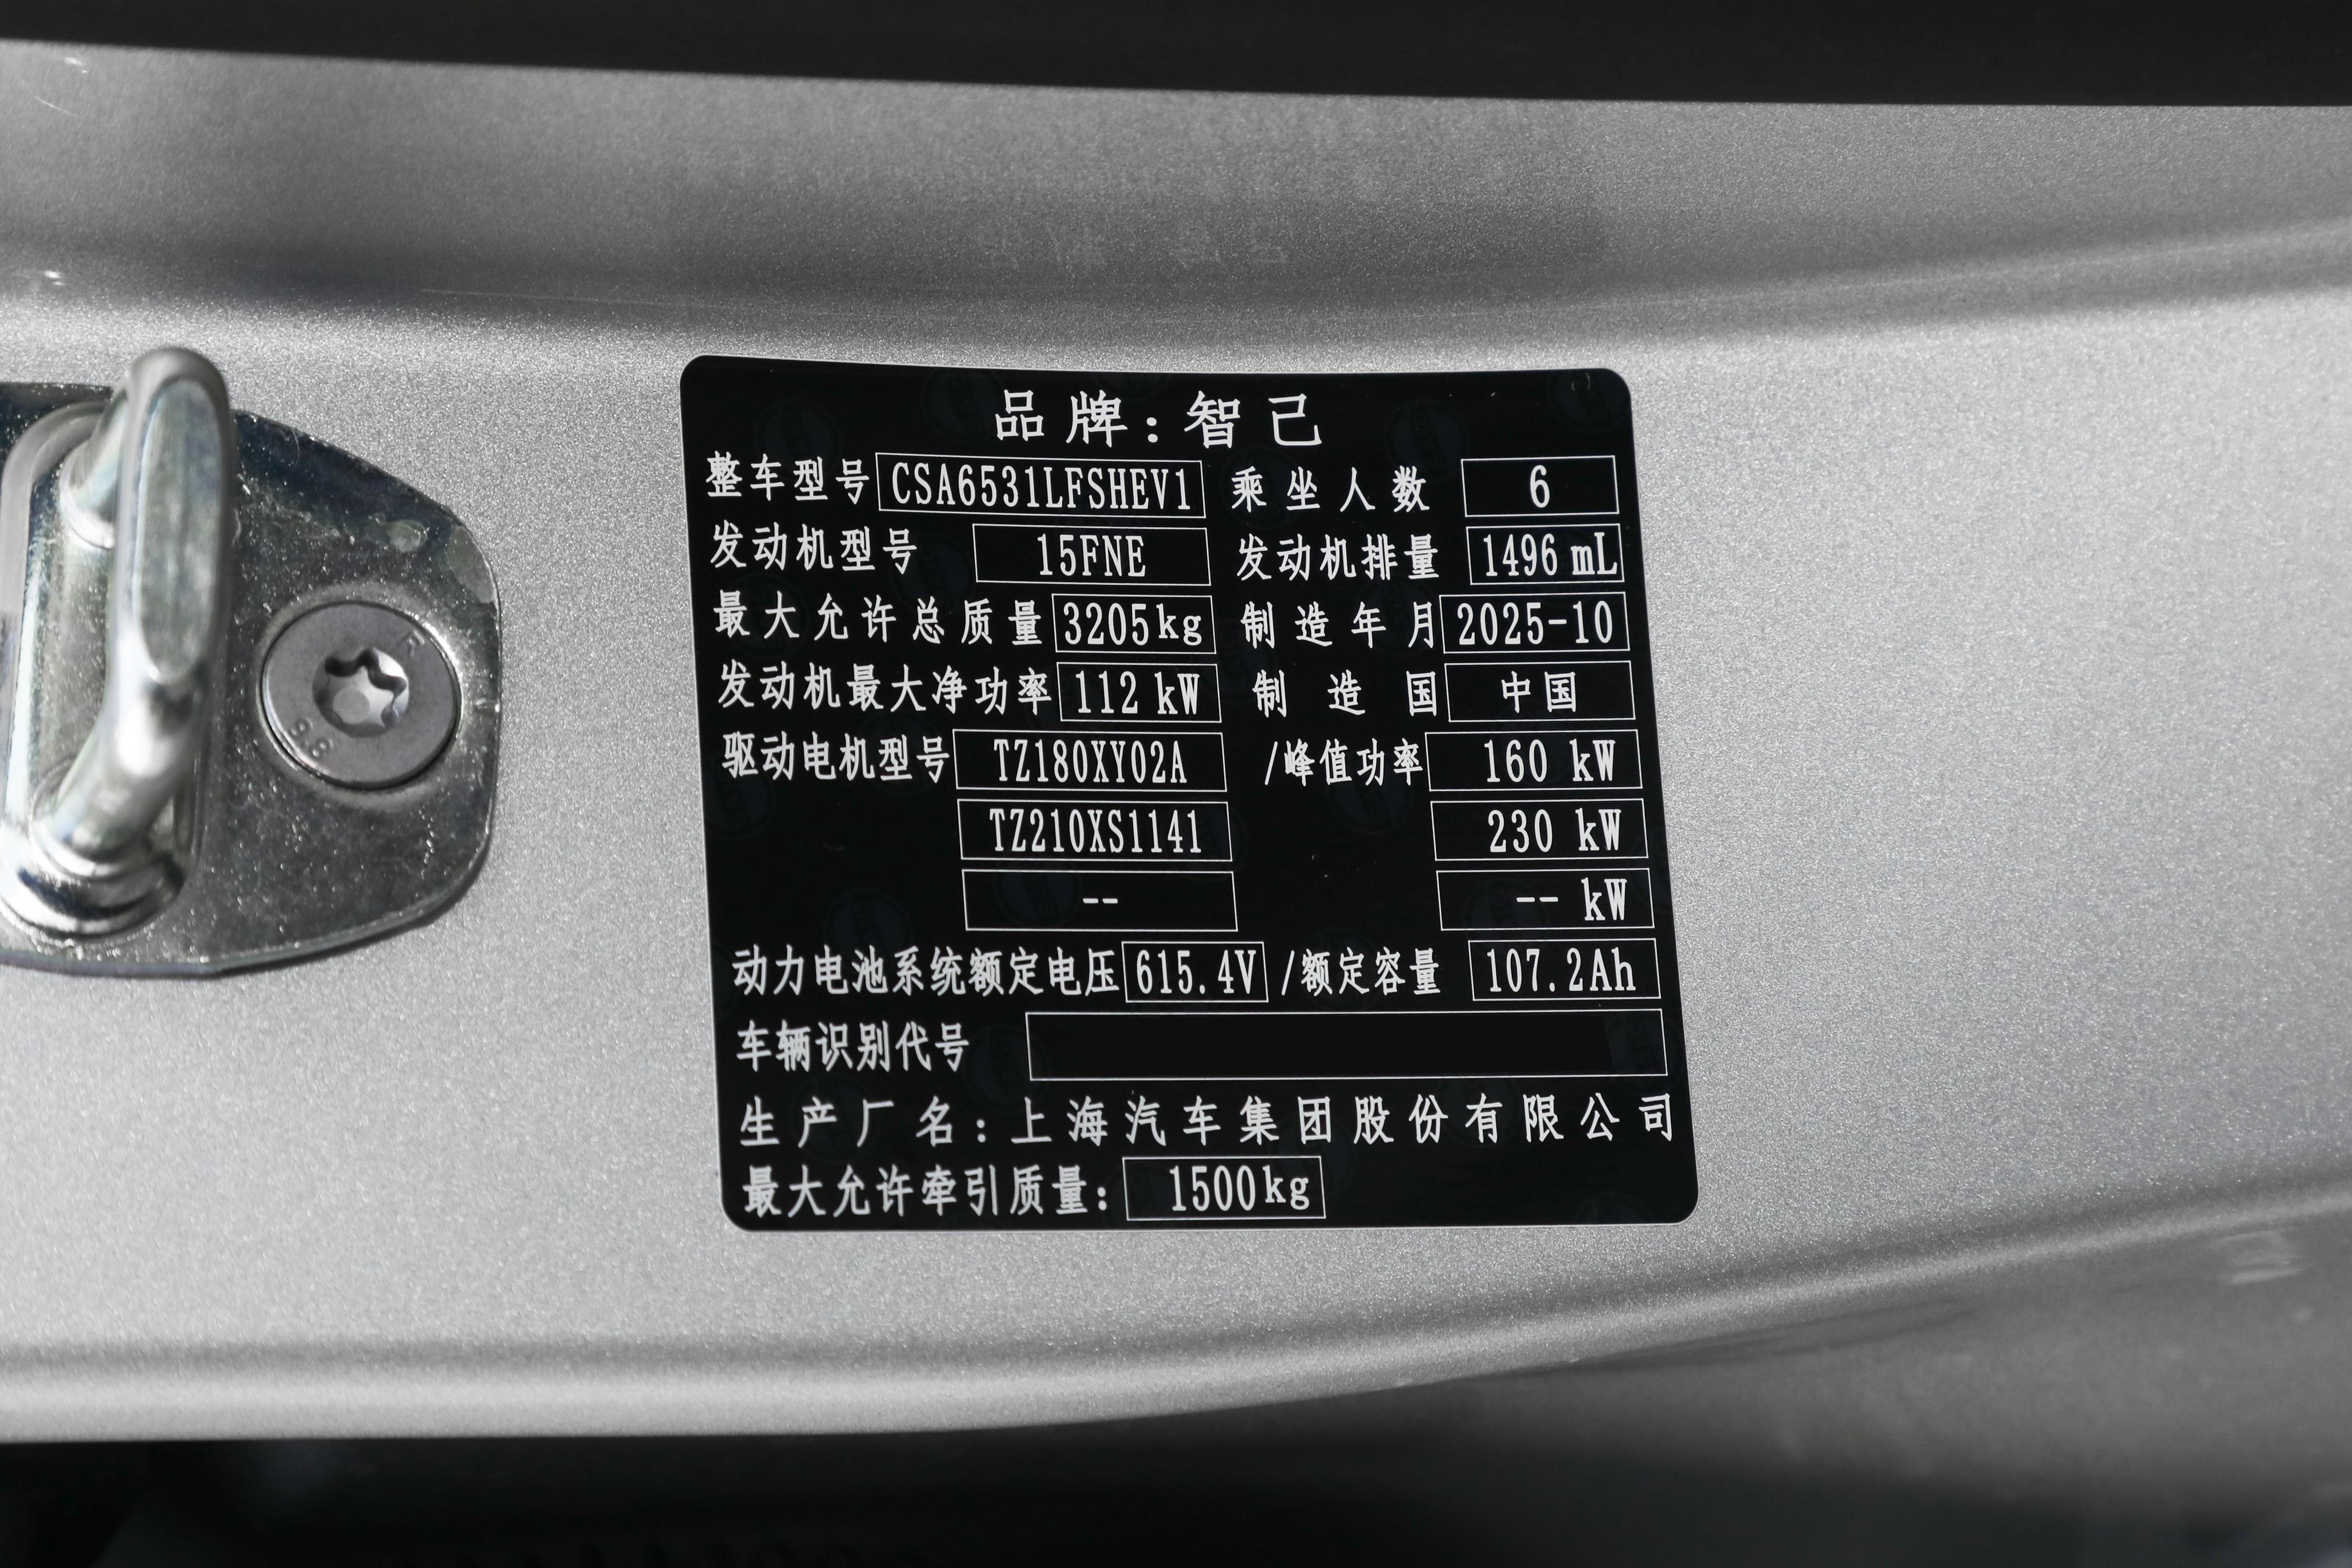 品牌：智己
整车型号 CSA6531LFSHEV1 乘坐人数 6
发动机型号 15FNE 发动机排量 1496 mL
最大允许总质量 3205kg 制造年月 2025-10
发动机最大净功率 112 kW 制造国 中国
驱动电机型号 TZ180XY02A /峰值功率 160 kW
TZ210XS1141 230 kW
-- -- kW
动力电池系统额定电压 615.4V /额定容量 107.2Ah
车辆识别代号
生产厂名：上海汽车集团股份有限公司
最大允许牵引质量： 1500kg